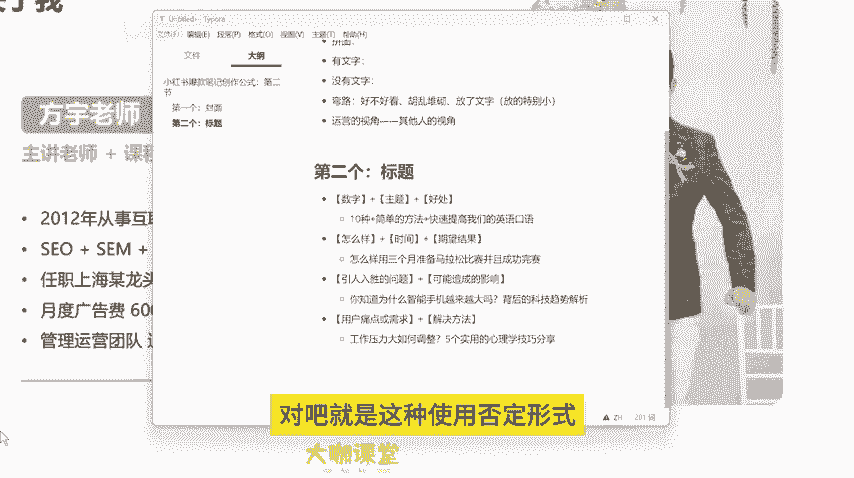 Untitled - Typora
文件(F) 编辑(E) 段落(P) 格式(O) 视图(V) 主题(T) 帮助(H)
文件 大纲
小红书爆款笔记创作公式：第二节
第一个：封面
第二个：标题
拼图：
有文字：
没有文字：
弯路：好不好看、胡乱堆砌、放了文字（放的特别小）
运营的视角——其他人的视角
第二个：标题
【数字】+【主题】+【好处】
10种+简单的方法+快速提高我们的英语口语
【怎么样】+【时间】+【期望结果】
怎么样用三个月准备马拉松比赛并且成功完赛
【引人入胜的问题】+【可能造成的影响】
你知道为什么智能手机越来越大吗？背后的科技趋势解析
【用户痛点或需求】+【解决方法】
工作压力大如何调整？5个实用的心理学技巧分享
ZH 201 词
于我
方宇老师
主讲老师 + 课程
2012年从事互联
SEO + SEM +
任职上海某龙头
月度广告费 600
管理运营团队
对吧就是这种使用否定形式
大咖课堂